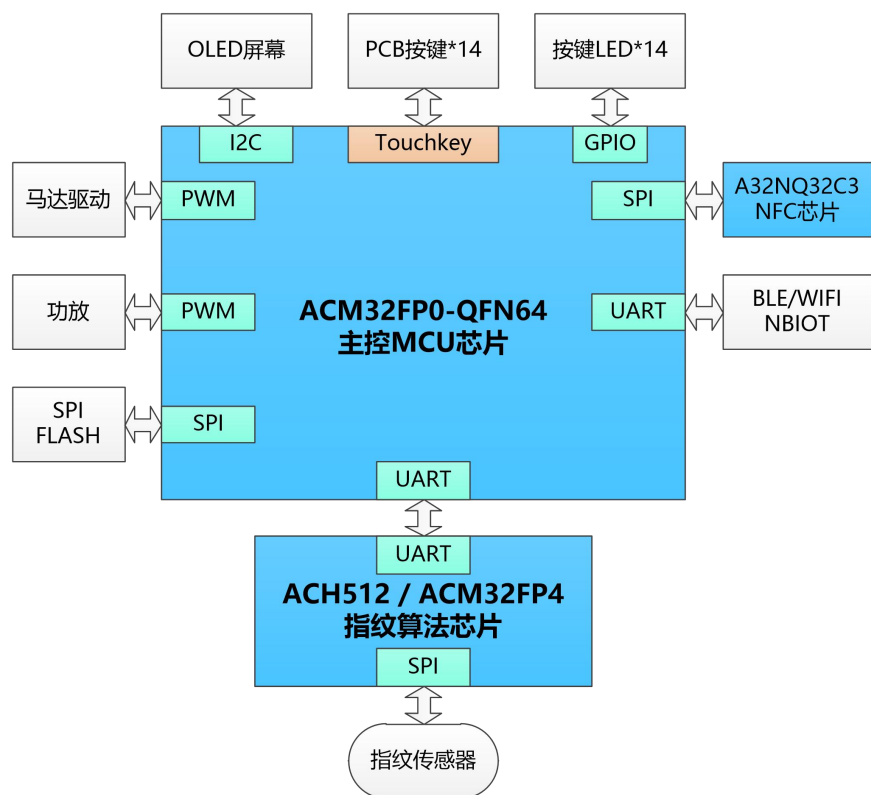 OLED屏幕
PCB按键*14
按键LED*14
I2C
Touchkey
GPIO
马达驱动
PWM
SPI
A32NQ32C3
NFC芯片
功放
PWM
ACM32FP0-QFN64
主控MCU芯片
UART
BLE/WIFI
NBIOT
SPI
FLASH
SPI
UART
UART
ACH512 / ACM32FP4
指纹算法芯片
SPI
指纹传感器